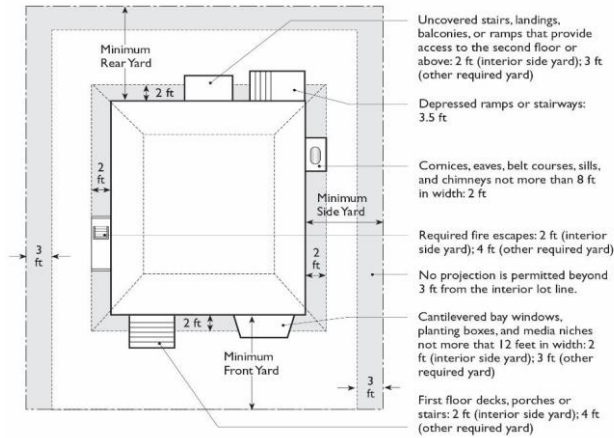 Minimum
Rear Yard
2 ft
2
ft
Minimum
Side Yard
3
ft
2
ft
2 ft
Minimum
Front Yard
3
ft
Uncovered stairs, landings,
balconies, or ramps that provide
access to the second floor or
above: 2 ft (interior side yard); 3 ft
(other required yard)
Depressed ramps or stairways:
3.5 ft
Cornices, eaves, belt courses, sills,
and chimneys not more than 8 ft
in width: 2 ft
Required fire escapes: 2 ft (interior
side yard); 4 ft (other required yard)
No projection is permitted beyond
3 ft from the interior lot line.
Cantilevered bay windows,
planting boxes, and media niches
not more that 12 feet in width: 2
ft (interior side yard); 3 ft (other
required yard)
First floor decks, porches or
stairs: 2 ft (interior side yard); 4 ft
(other required yard)